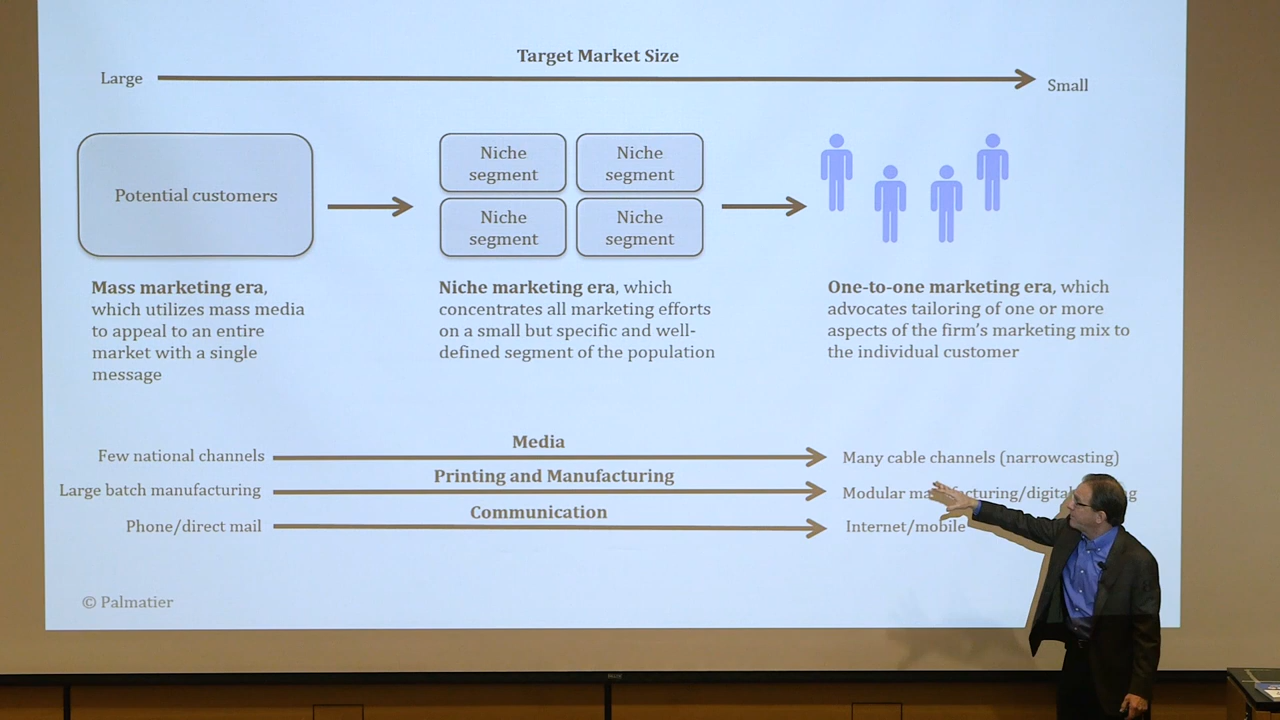 Target Market Size
Large
Small
Potential customers
Niche
segment
Niche
segment
Niche
segment
Niche
segment
Mass marketing era,
which utilizes mass media
to appeal to an entire
market with a single
message
Niche marketing era, which
concentrates all marketing efforts
on a small but specific and well-
defined segment of the population
One-to-one marketing era, which
advocates tailoring of one or more
aspects of the firm's marketing mix to
the individual customer
Media
Few national channels
Many cable channels (narrowcasting)
Printing and Manufacturing
Large batch manufacturing
Modular
Communication
Phone/direct mail
Internet/mobile
© Palmatier